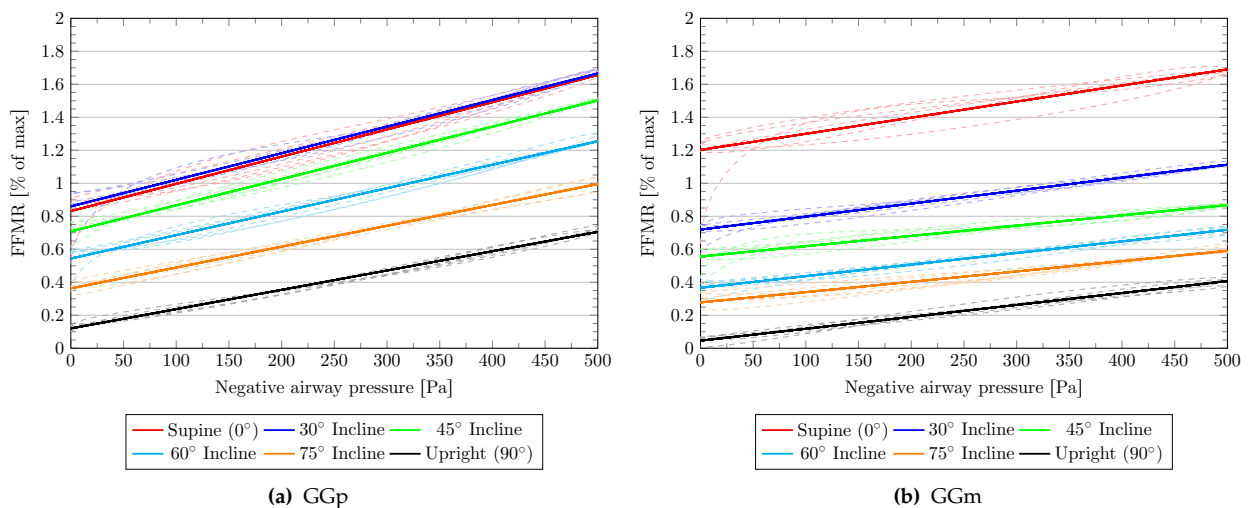 2
1.8
1.6
1.4
1.2
1
0.8
0.6
0.4
0.2
0
FFMR [% of max]
0 50 100 150 200 250 300 350 400 450 500
Negative airway pressure [Pa]
Supine (0°) 30° Incline 45° Incline
60° Incline 75° Incline Upright (90°)
(a) GGp
2
1.8
1.6
1.4
1.2
1
0.8
0.6
0.4
0.2
0
FFMR [% of max]
0 50 100 150 200 250 300 350 400 450 500
Negative airway pressure [Pa]
Supine (0°) 30° Incline 45° Incline
60° Incline 75° Incline Upright (90°)
(b) GGm